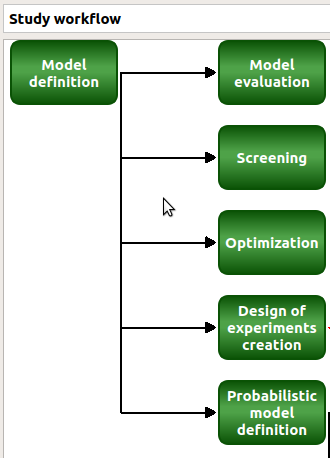 Study workflow
Model
definition
Model
evaluation
Screening
Optimization
Design of
experiments
creation
Probabilistic
model
definition